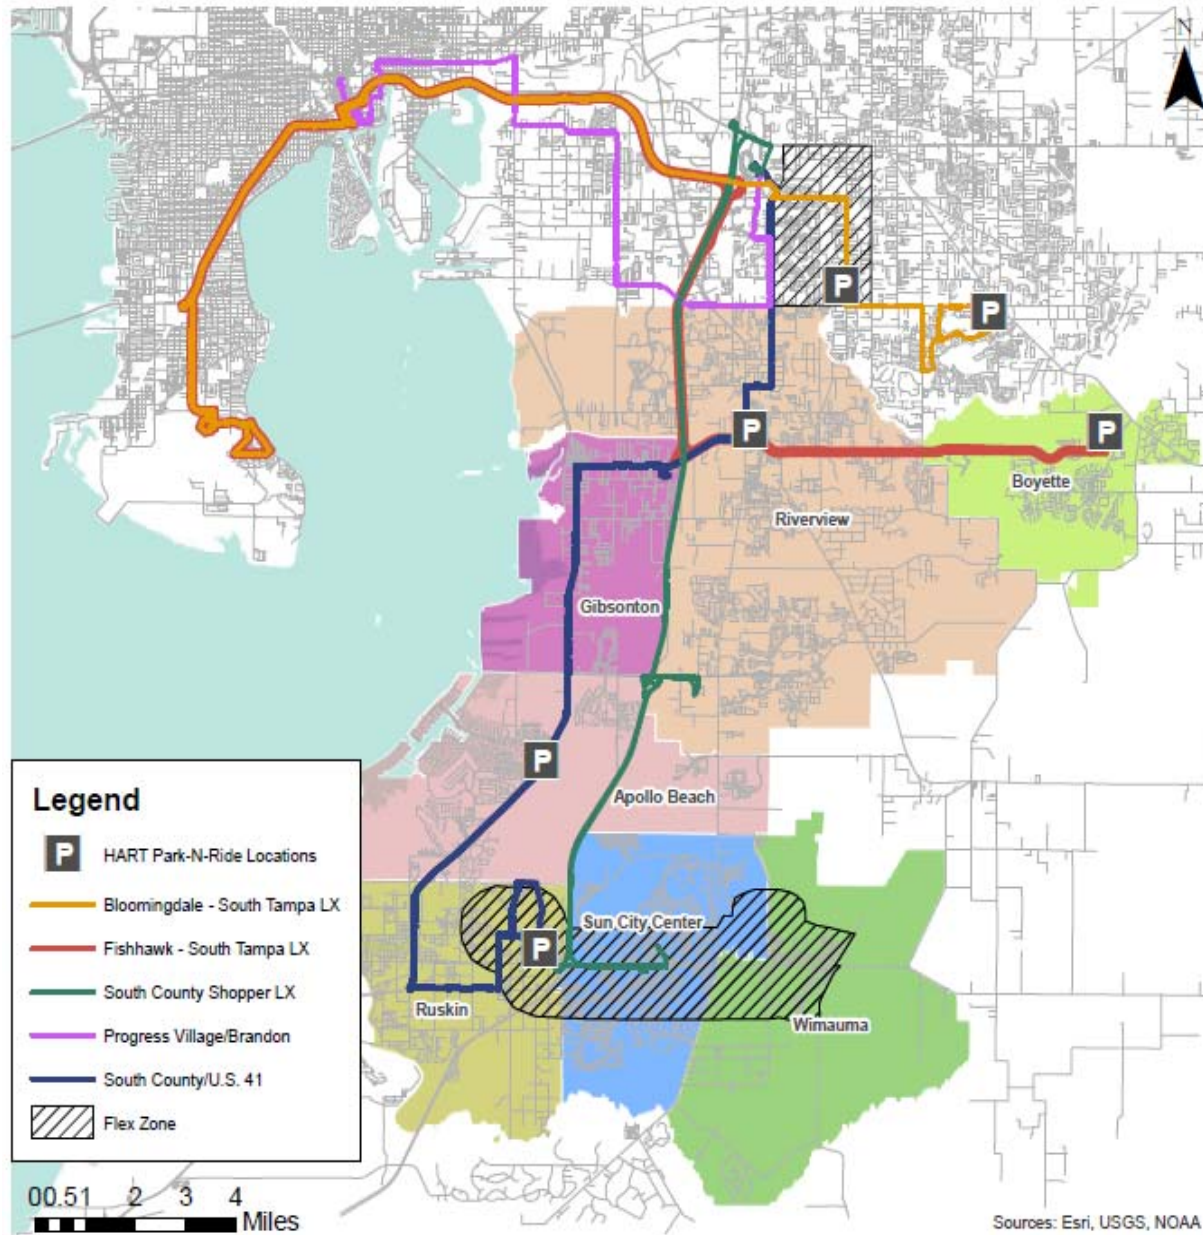 N
Boyette
Riverview
Gibsonton
Apollo Beach
Sun City Center
Ruskin
Wimauma
Legend
P HART Park-N-Ride Locations
Bloomingdale - South Tampa LX
Fishhawk - South Tampa LX
South County Shopper LX
Progress Village/Brandon
South County/U.S. 41
Flex Zone
00.51 2 3 4
Miles
Sources: Esri, USGS, NOAA
P
P
P
P
P
P